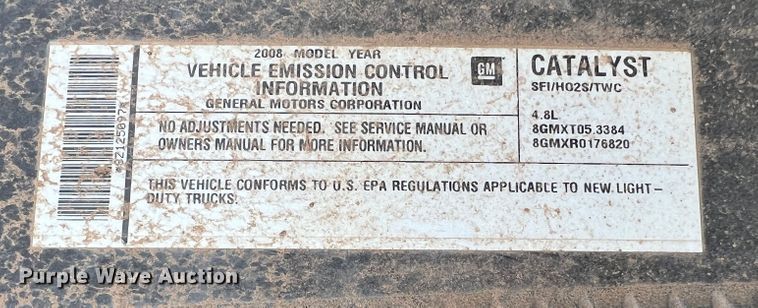 2008 MODEL YEAR
VEHICLE EMISSION CONTROL
INFORMATION
GENERAL MOTORS CORPORATION
GM
NO ADJUSTMENTS NEEDED. SEE SERVICE MANUAL OR
OWNERS MANUAL FOR MORE INFORMATION.
CATALYST
SFI/HO2S/TWC
4.8L
8GMXT05.3384
8GMXR0176820
THIS VEHICLE CONFORMS TO U.S. EPA REGULATIONS APPLICABLE TO NEW LIGHT-
DUTY TRUCKS.
Purple Wave Auction